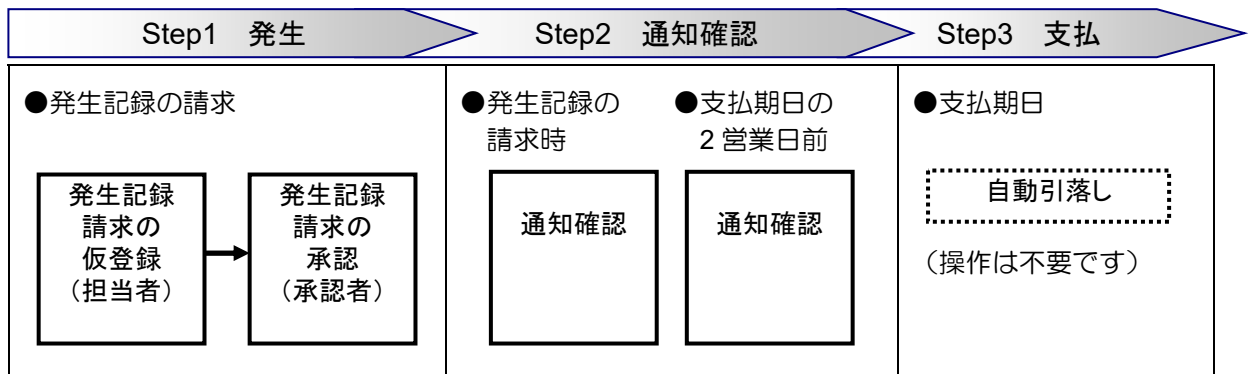 Step1 発生
Step2 通知確認
Step3 支払
●発生記録の請求
発生記録
請求の
仮登録
（担当者）
発生記録
請求の
承認
（承認者）
●発生記録の
請求時
通知確認
●支払期日の
2 営業日前
通知確認
●支払期日
自動引落し
（操作は不要です）